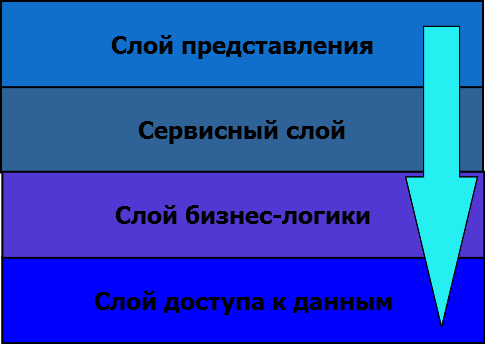 Слой представления
Сервисный слой
Слой бизнес-логики
Слой доступа к данным